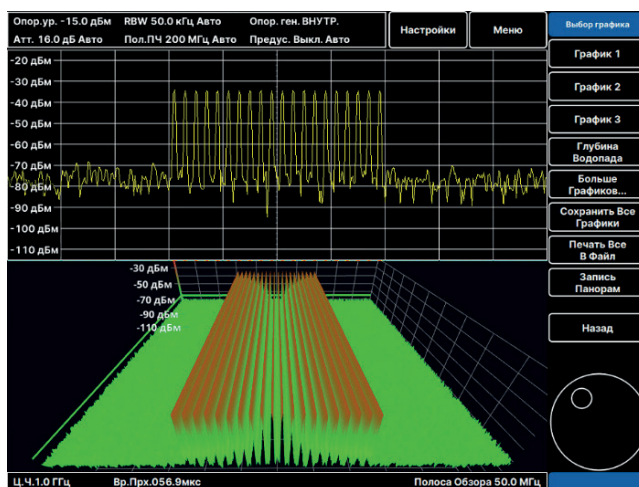 Опор.ур. -15.0 дБм RBW 50.0 кГц Авто Опор. ген. ВНУТР.
Атт. 16.0 дБ Авто Пол.ПЧ 200 МГц Авто Предус. Выкл. Авто
Настройки
Меню
Выбор графика
График 1
График 2
График 3
Глубина
Водопада
Больше
Графиков...
Сохранить Все
Графики
Печать Все
В Файл
Запись
Панорам
Назад
-20 дБм
-30 дБм
-40 дБм
-50 дБм
-60 дБм
-70 дБм
-80 дБм
-90 дБм
-100 дБм
-110 дБм
-30 дБм
-50 дБм
-70 дБм
-90 дБм
-110 дБм
Ц.Ч.1.0 ГГц Вр.Прх.056.9мкс Полоса Обзора 50.0 МГц